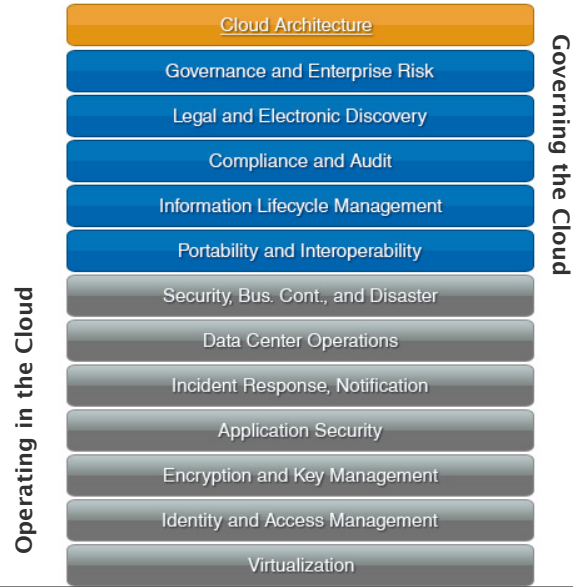 Cloud Architecture
Governance and Enterprise Risk
Legal and Electronic Discovery
Compliance and Audit
Information Lifecycle Management
Portability and Interoperability
Security, Bus. Cont., and Disaster
Data Center Operations
Incident Response, Notification
Application Security
Encryption and Key Management
Identity and Access Management
Virtualization
Governing the Cloud
Operating in the Cloud